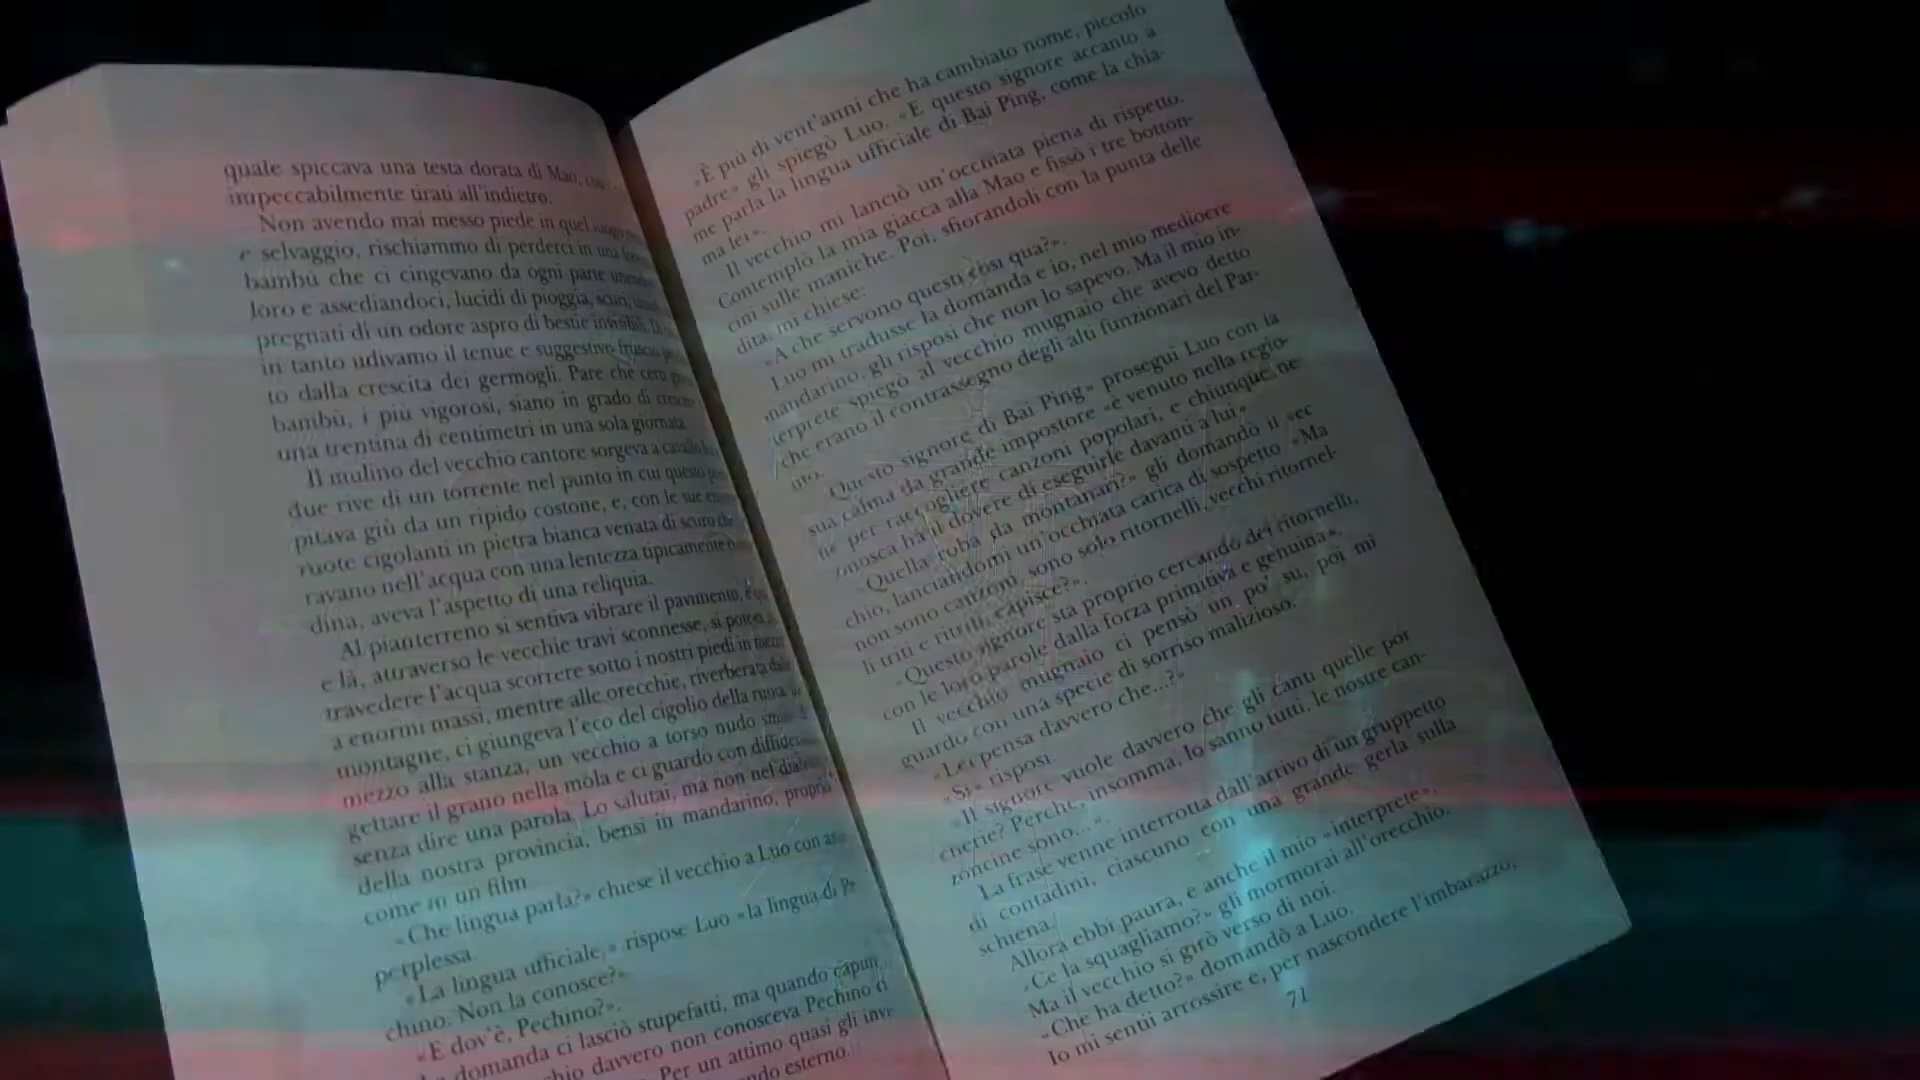 quale spiccava una testa dorata di Mao, con i
impeccabilmente tirati all'indietro.
Non avendo mai messo piede in quel luogo
e selvaggio, rischiammo di perderci in una
bambù che ci cingevano da ogni parte
loro e assediandoci, lucidi di pioggia, scuri,
pregnati di un odore aspro di bestie invisibili.
in tanto udivamo il tenue e suggestivo fruscio
to dalla crescita dei germogli. Pare che certi
bambù, i più vigorosi, siano in grado di crescere
una trentina di centimetri in una sola giornata.
Il mulino del vecchio cantore sorgeva a cavallo
due rive di un torrente nel punto in cui questo
pitava giù da un ripido costone, e, con le sue
ruote cigolanti in pietra bianca venata di scuro che
ravano nell'acqua con una lentezza tipicamente
dina, aveva l'aspetto di una reliquia.
Al pianterreno si sentiva vibrare il pavimento, e qua
e là, attraverso le vecchie travi sconnesse, si poteva
travedere l'acqua scorrere sotto i nostri piedi in mezzo
a enormi massi, mentre alle orecchie, riverberata dalle
montagne, ci giungeva l'eco del cigolio della ruota. In
mezzo alla stanza, un vecchio a torso nudo smise di
gettare il grano nella mola e ci guardò con diffidenza
senza dire una parola. Lo salutai, ma non nel dialetto
della nostra provincia, bensì in mandarino, proprio
come in un film.
«Che lingua parla?» chiese il vecchio a Luo con aria
perplessa.
«La lingua ufficiale,» rispose Luo «la lingua di Pe-
chino. Non la conosce?».
«E dov'è, Pechino?».
domanda ci lasciò stupefatti, ma quando
davvero non conosceva Pechino ci
Per un attimo quasi gli
esterno.
«È più di vent'anni che ha cambiato nome, piccolo
padre» gli spiegò Luo. «E questo signore accanto a
me parla la lingua ufficiale di Bai Ping, come la chia-
ma lei».
Il vecchio mi lanciò un'occhiata piena di rispetto.
Contemplò la mia giacca alla Mao e fissò i tre botton-
cini sulle maniche. Poi, sfiorandoli con la punta delle
dita, mi chiese:
«A che servono questi cosi qua?».
Luo mi tradusse la domanda e io, nel mio mediocre
mandarino, gli risposi che non lo sapevo. Ma il mio in-
terprete spiegò al vecchio mugnaio che avevo detto
che erano il contrassegno degli alti funzionari del Par-
tito.
«Questo signore di Bai Ping» proseguì Luo con la
sua calma da grande impostore «è venuto nella regio-
ne per raccogliere canzoni popolari, e chiunque ne
conosca ha il dovere di eseguirle davanti a lui».
«Quella roba da montanari?» gli domandò il vec-
chio, lanciandomi un'occhiata carica di sospetto. «Ma
non sono canzoni, sono solo ritornelli, vecchi ritornel-
li triti e ritriti, capisce?».
«Questo signore sta proprio cercando dei ritornelli,
con le loro parole dalla forza primitiva e genuina».
Il vecchio mugnaio ci pensò un po' su, poi mi
guardò con una specie di sorriso malizioso.
«Lei pensa davvero che...?»
«Sì» risposi.
«Il signore vuole davvero che gli canti quelle por-
cherie? Perché, insomma, lo sanno tutti, le nostre can-
zoncine sono...».
La frase venne interrotta dall'arrivo di un gruppetto
di contadini, ciascuno con una grande gerla sulla
schiena.
Allora ebbi paura, e anche il mio «interprete».
«Ce la squagliamo?» gli mormorai all'orecchio.
Ma il vecchio si girò verso di noi.
«Che ha detto?» domandò a Luo.
Io mi sentii arrossire e, per nascondere l'imbarazzo,
71